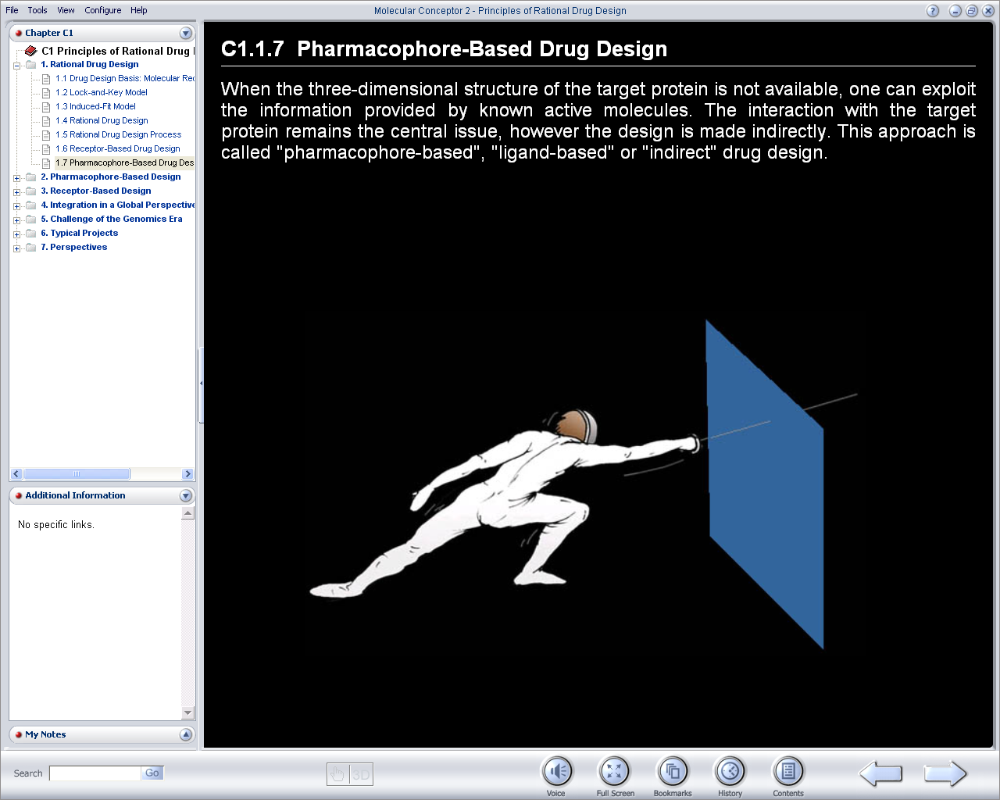 File Tools View Configure Help
Molecular Conceptor 2 - Principles of Rational Drug Design
Chapter C1
C1 Principles of Rational Drug
1. Rational Drug Design
1.1 Drug Design Basis: Molecular Rec
1.2 Lock-and-Key Model
1.3 Induced-Fit Model
1.4 Rational Drug Design
1.5 Rational Drug Design Process
1.6 Receptor-Based Drug Design
1.7 Pharmacophore-Based Drug Des
2. Pharmacophore-Based Design
3. Receptor-Based Design
4. Integration in a Global Perspective
5. Challenge of the Genomics Era
6. Typical Projects
7. Perspectives
Additional Information
No specific links.
My Notes
C1.1.7 Pharmacophore-Based Drug Design
When the three-dimensional structure of the target protein is not available, one can exploit
the information provided by known active molecules. The interaction with the target
protein remains the central issue, however the design is made indirectly. This approach is
called "pharmacophore-based", "ligand-based" or "indirect" drug design.
Search
Go
3D
Voice
Full Screen
Bookmarks
History
Contents